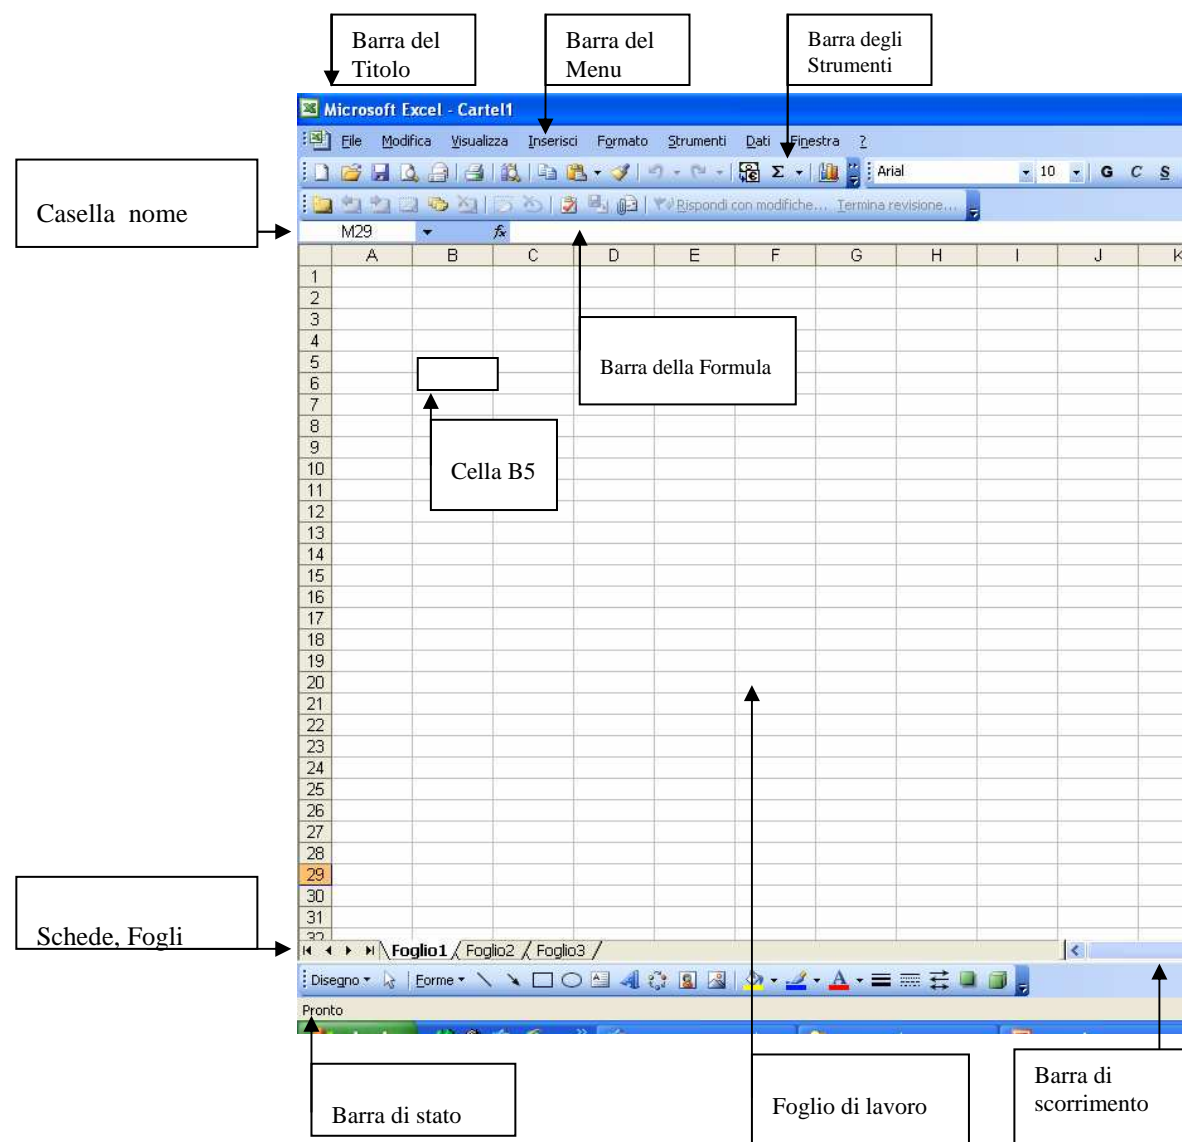 Barra del
Titolo
Barra del
Menu
Barra degli
Strumenti
Microsoft Excel - Cartel1
File Modifica Visualizza Inserisci Formato Strumenti Dati Finestra ?
Arial 10 G C S
Rispondi con modifiche... Termina revisione...
Casella nome
M29 fx
A B C D E F G H I J K
1
2
3
4
5
6
7
8
9
10
11
12
13
14
15
16
17
18
19
20
21
22
23
24
25
26
27
28
29
30
31
32
Barra della Formula
Cella B5
Schede, Fogli
Foglio1 Foglio2 Foglio3
Disegno Forme
Pronto
Barra di stato
Foglio di lavoro
Barra di
scorrimento